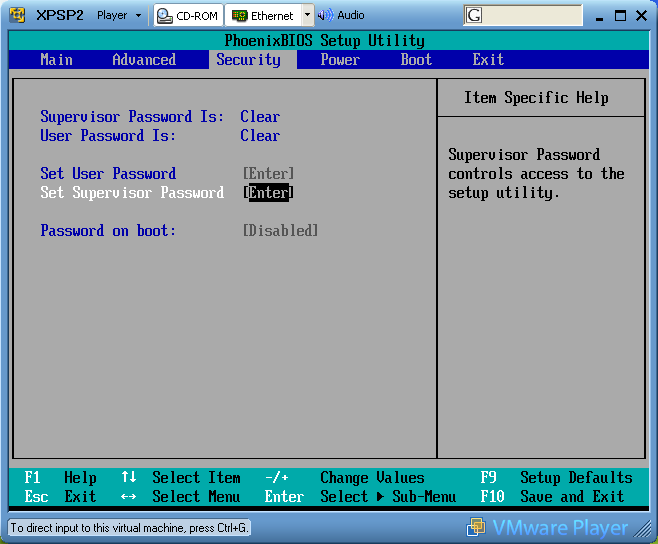 XPSP2 Player CD-ROM Ethernet Audio G
PhoenixBIOS Setup Utility
Main Advanced Security Power Boot Exit
Item Specific Help
Supervisor Password Is: Clear
User Password Is: Clear
Set User Password [Enter]
Set Supervisor Password [Enter]
Password on boot: [Disabled]
Supervisor Password
controls access to the
setup utility.
F1 Help ↑↓ Select Item -/+ Change Values F9 Setup Defaults
Esc Exit ↔ Select Menu Enter Select ▶ Sub-Menu F10 Save and Exit
To direct input to this virtual machine, press Ctrl+G.
VMware Player